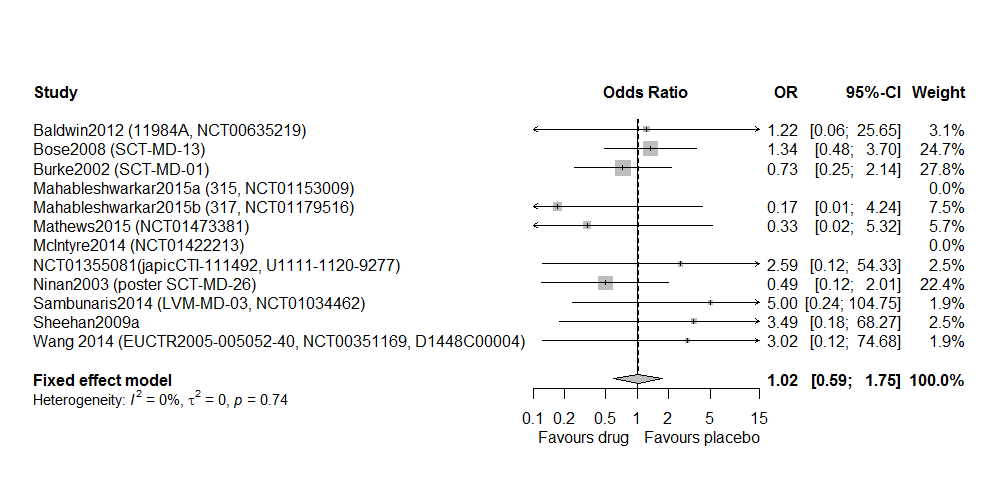 Study Odds Ratio OR 95%-CI Weight
Baldwin2012 (11984A, NCT00635219) 1.22 [0.06; 25.65] 3.1%
Bose2008 (SCT-MD-13) 1.34 [0.48; 3.70] 24.7%
Burke2002 (SCT-MD-01) 0.73 [0.25; 2.14] 27.8%
Mahableshwarkar2015a (315, NCT01153009) 0.0%
Mahableshwarkar2015b (317, NCT01179516) 0.17 [0.01; 4.24] 7.5%
Mathews2015 (NCT01473381) 0.33 [0.02; 5.32] 5.7%
McIntyre2014 (NCT01422213) 0.0%
NCT01355081(japicCTI-111492, U1111-1120-9277) 2.59 [0.12; 54.33] 2.5%
Ninan2003 (poster SCT-MD-26) 0.49 [0.12; 2.01] 22.4%
Sambunaris2014 (LVM-MD-03, NCT01034462) 5.00 [0.24; 104.75] 1.9%
Sheehan2009a 3.49 [0.18; 68.27] 2.5%
Wang 2014 (EUCTR2005-005052-40, NCT00351169, D1448C00004) 3.02 [0.12; 74.68] 1.9%
Fixed effect model 1.02 [0.59; 1.75] 100.0%
Heterogeneity: I² = 0%, τ² = 0, p = 0.74
0.1 0.2 0.5 1 2 5 15
Favours drug Favours placebo